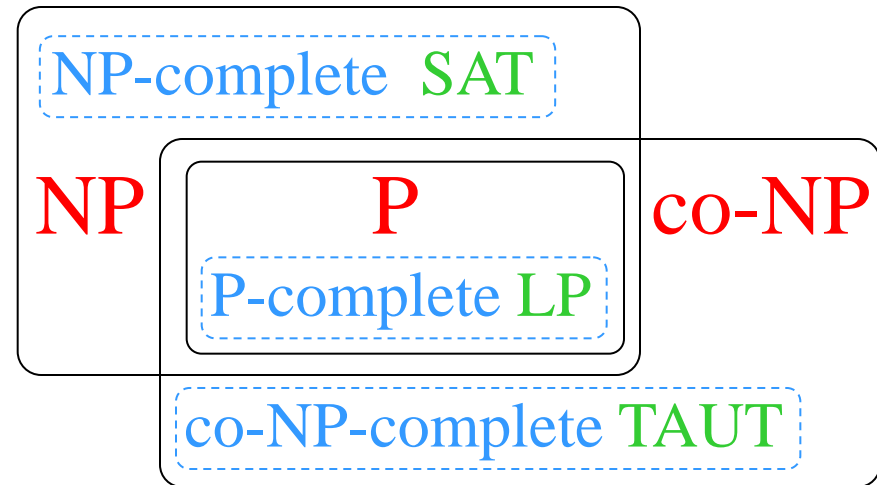 NP-complete SAT
NP P co-NP
P-complete LP
co-NP-complete TAUT